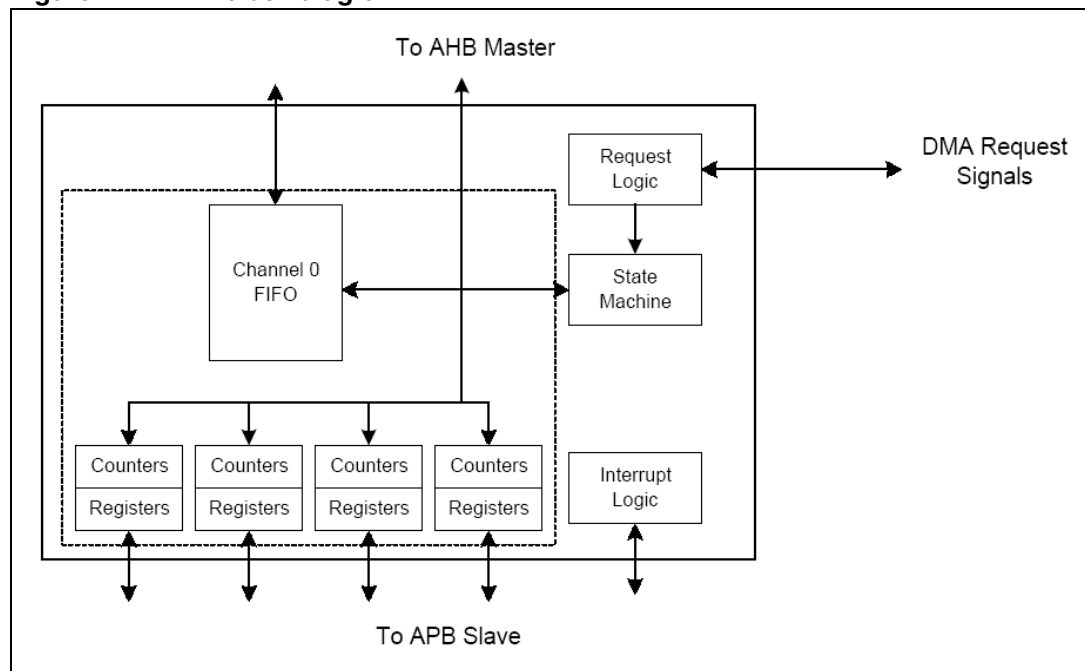 To AHB Master
Request
Logic
DMA Request
Signals
Channel 0
FIFO
State
Machine
Counters
Registers
Counters
Registers
Counters
Registers
Counters
Registers
Interrupt
Logic
To APB Slave